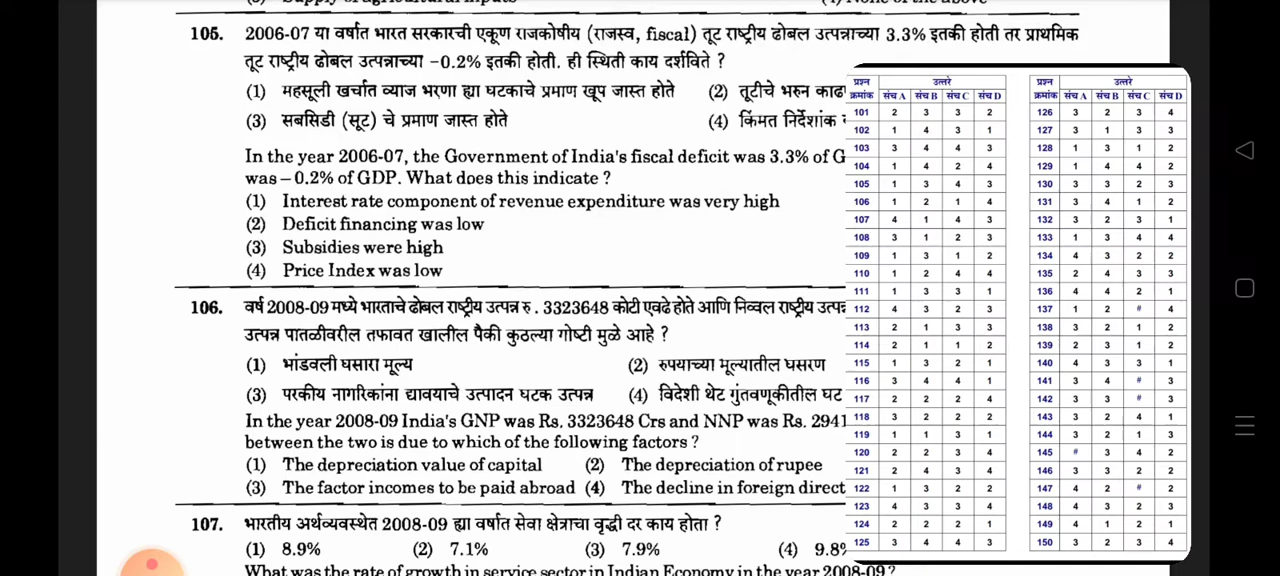 105. 2006-07 या वर्षात भारत सरकारची एकूण राजकोषीय (राजस्व, fiscal) तूट राष्ट्रीय ढोबल उत्पन्नाच्या 3.3% इतकी होती तर प्राथमिक
तूट राष्ट्रीय ढोबल उत्पन्नाच्या –0.2% इतकी होती. ही स्थिती काय दर्शविते ?
(1) महसूली खर्चात व्याज भरणा ह्या घटकाचे प्रमाण खूप जास्त होते (2) तूटीचे भरुन काढ
(3) सबसिडी (सूट) चे प्रमाण जास्त होते (4) किंमत निर्देशांक
In the year 2006-07, the Government of India's fiscal deficit was 3.3% of G
was –0.2% of GDP. What does this indicate ?
(1) Interest rate component of revenue expenditure was very high
(2) Deficit financing was low
(3) Subsidies were high
(4) Price Index was low
106. वर्ष 2008-09 मध्ये भारताचे ढोबल राष्ट्रीय उत्पन्न रु. 3323648 कोटी एवढे होते आणि निव्वल राष्ट्रीय उत्पन्न
उत्पन्न पातळीवरील तफावत खालील पैकी कुठल्या गोष्टी मुळे आहे ?
(1) भांडवली घसारा मूल्य (2) रुपयाच्या मूल्यातील घसरण
(3) परकीय नागरिकांना द्यावयाचे उत्पादन घटक उत्पन्न (4) विदेशी थेट गुंतवणूकीतील घट
In the year 2008-09 India's GNP was Rs. 3323648 Crs and NNP was Rs. 2941
between the two is due to which of the following factors ?
(1) The depreciation value of capital (2) The depreciation of rupee
(3) The factor incomes to be paid abroad (4) The decline in foreign direct
107. भारतीय अर्थव्यवस्थेत 2008-09 ह्या वर्षात सेवा क्षेत्राचा वृद्धी दर काय होता ?
(1) 8.9% (2) 7.1% (3) 7.9% (4) 9.8%
What was the rate of growth in service sector in Indian Economy in the year 2008-09?
प्रश्न उत्तरे
क्रमांक संच A संच B संच C संच D
101 2 3 3 2
102 1 4 3 1
103 3 4 4 3
104 1 4 2 4
105 1 3 4 3
106 1 2 1 4
107 4 1 4 3
108 3 1 2 3
109 1 3 1 2
110 1 2 4 4
111 1 3 3 1
112 4 3 2 3
113 2 1 3 3
114 2 1 1 2
115 1 3 2 1
116 3 4 4 1
117 2 2 2 4
118 3 2 2 2
119 1 1 3 1
120 2 2 3 4
121 2 4 3 4
122 1 3 2 2
123 4 3 3 4
124 2 2 2 1
125 3 4 4 3
प्रश्न उत्तरे
क्रमांक संच A संच B संच C संच D
126 3 2 3 4
127 3 1 3 3
128 1 3 1 2
129 1 4 4 2
130 3 3 2 3
131 3 4 1 2
132 3 2 3 1
133 1 3 4 4
134 4 3 2 2
135 2 4 3 3
136 4 4 2 1
137 1 2 # 4
138 3 2 1 2
139 2 3 1 2
140 4 3 3 1
141 3 4 # 3
142 3 3 # 3
143 3 2 4 1
144 3 2 1 3
145 # 3 4 2
146 3 3 2 2
147 4 2 # 2
148 4 3 2 3
149 4 1 2 1
150 3 2 3 4